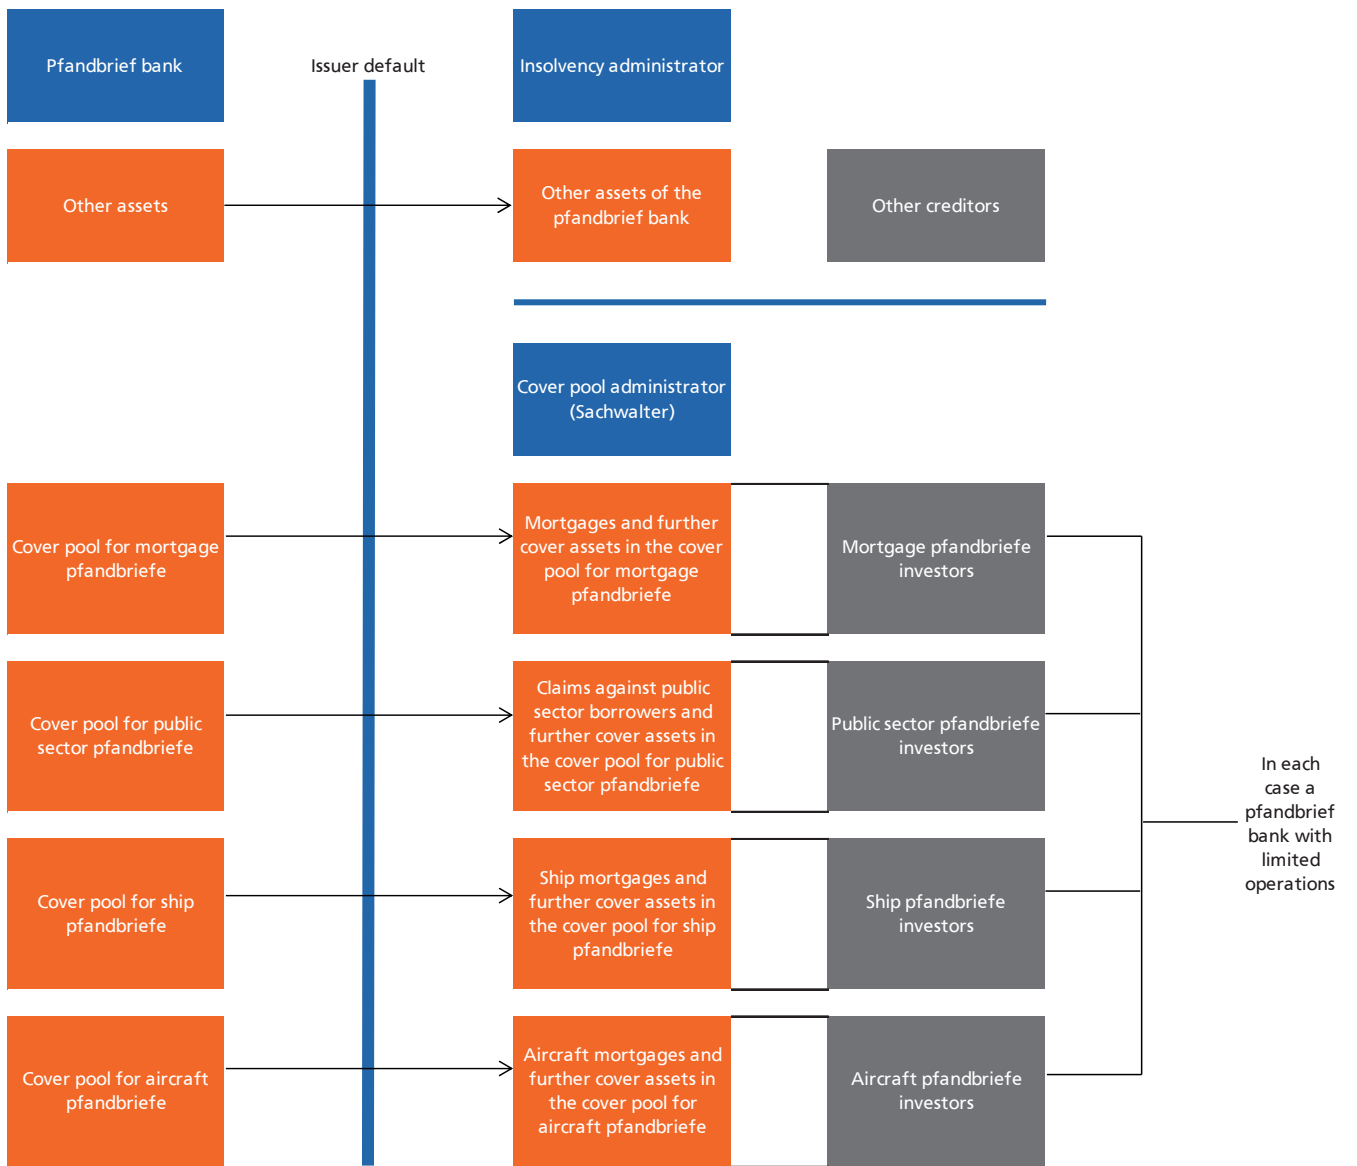 Pfandbrief bank
Issuer default
Insolvency administrator
Other assets
Other assets of the
pfandbrief bank
Other creditors
Cover pool administrator
(Sachwalter)
Cover pool for mortgage
pfandbriefe
Mortgages and further
cover assets in the cover
pool for mortgage
pfandbriefe
Mortgage pfandbriefe
investors
Cover pool for public
sector pfandbriefe
Claims against public
sector borrowers and
further cover assets in
the cover pool for public
sector pfandbriefe
Public sector pfandbriefe
investors
In each
case a
pfandbrief
bank with
limited
operations
Cover pool for ship
pfandbriefe
Ship mortgages and
further cover assets in
the cover pool for ship
pfandbriefe
Ship pfandbriefe
investors
Cover pool for aircraft
pfandbriefe
Aircraft mortgages and
further cover assets in
the cover pool for
aircraft pfandbriefe
Aircraft pfandbriefe
investors